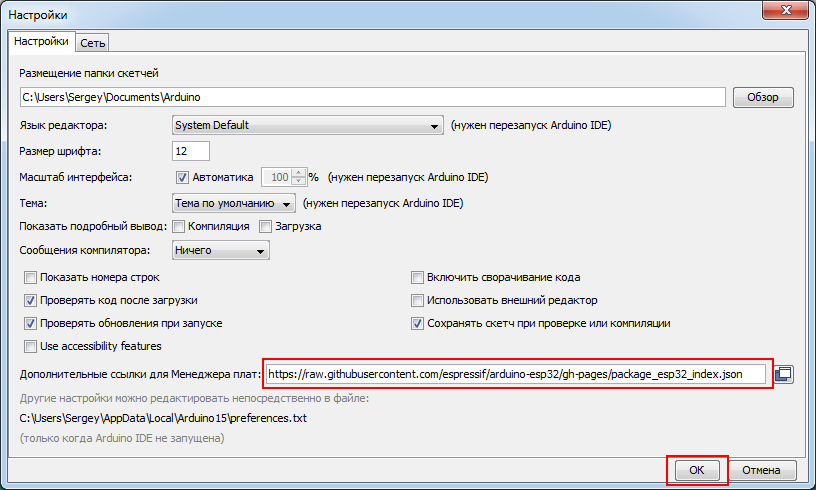 Настройки
Настройки Сеть
Размещение папки скетчей
C:\Users\Sergey\Documents\Arduino Обзор
Язык редактора: System Default (нужен перезапуск Arduino IDE)
Размер шрифта: 12
Масштаб интерфейса: Автоматика 100 % (нужен перезапуск Arduino IDE)
Тема: Тема по умолчанию (нужен перезапуск Arduino IDE)
Показать подробный вывод: Компиляция Загрузка
Сообщения компилятора: Ничего
Показать номера строк Включить сворачивание кода
Проверять код после загрузки Использовать внешний редактор
Проверять обновления при запуске Сохранять скетч при проверке или компиляции
Use accessibility features
Дополнительные ссылки для Менеджера плат: https://raw.githubusercontent.com/espressif/arduino-esp32/gh-pages/package_esp32_index.json
Другие настройки можно редактировать непосредственно в файле:
C:\Users\Sergey\AppData\Local\Arduino15\preferences.txt
(только когда Arduino IDE не запущена)
OK Отмена